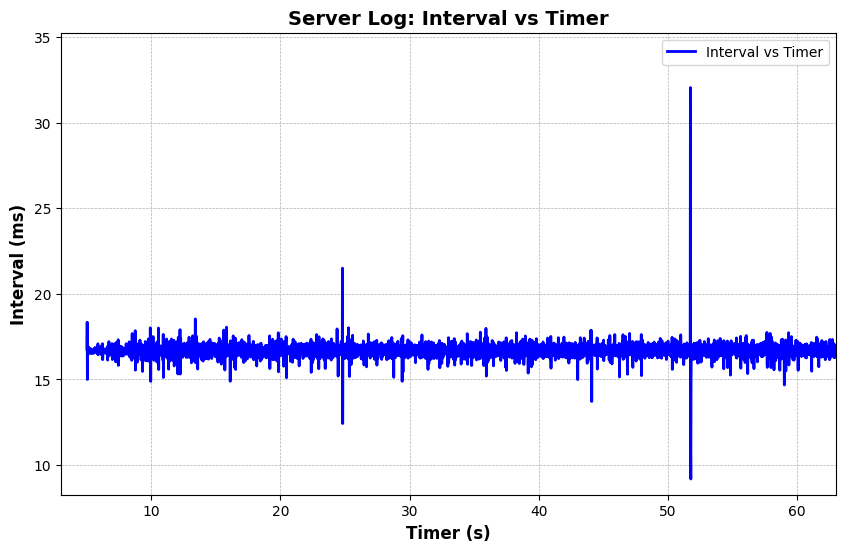 Server Log: Interval vs Timer
Interval vs Timer
35
30
25
20
15
10
Interval (ms)
10 20 30 40 50 60
Timer (s)